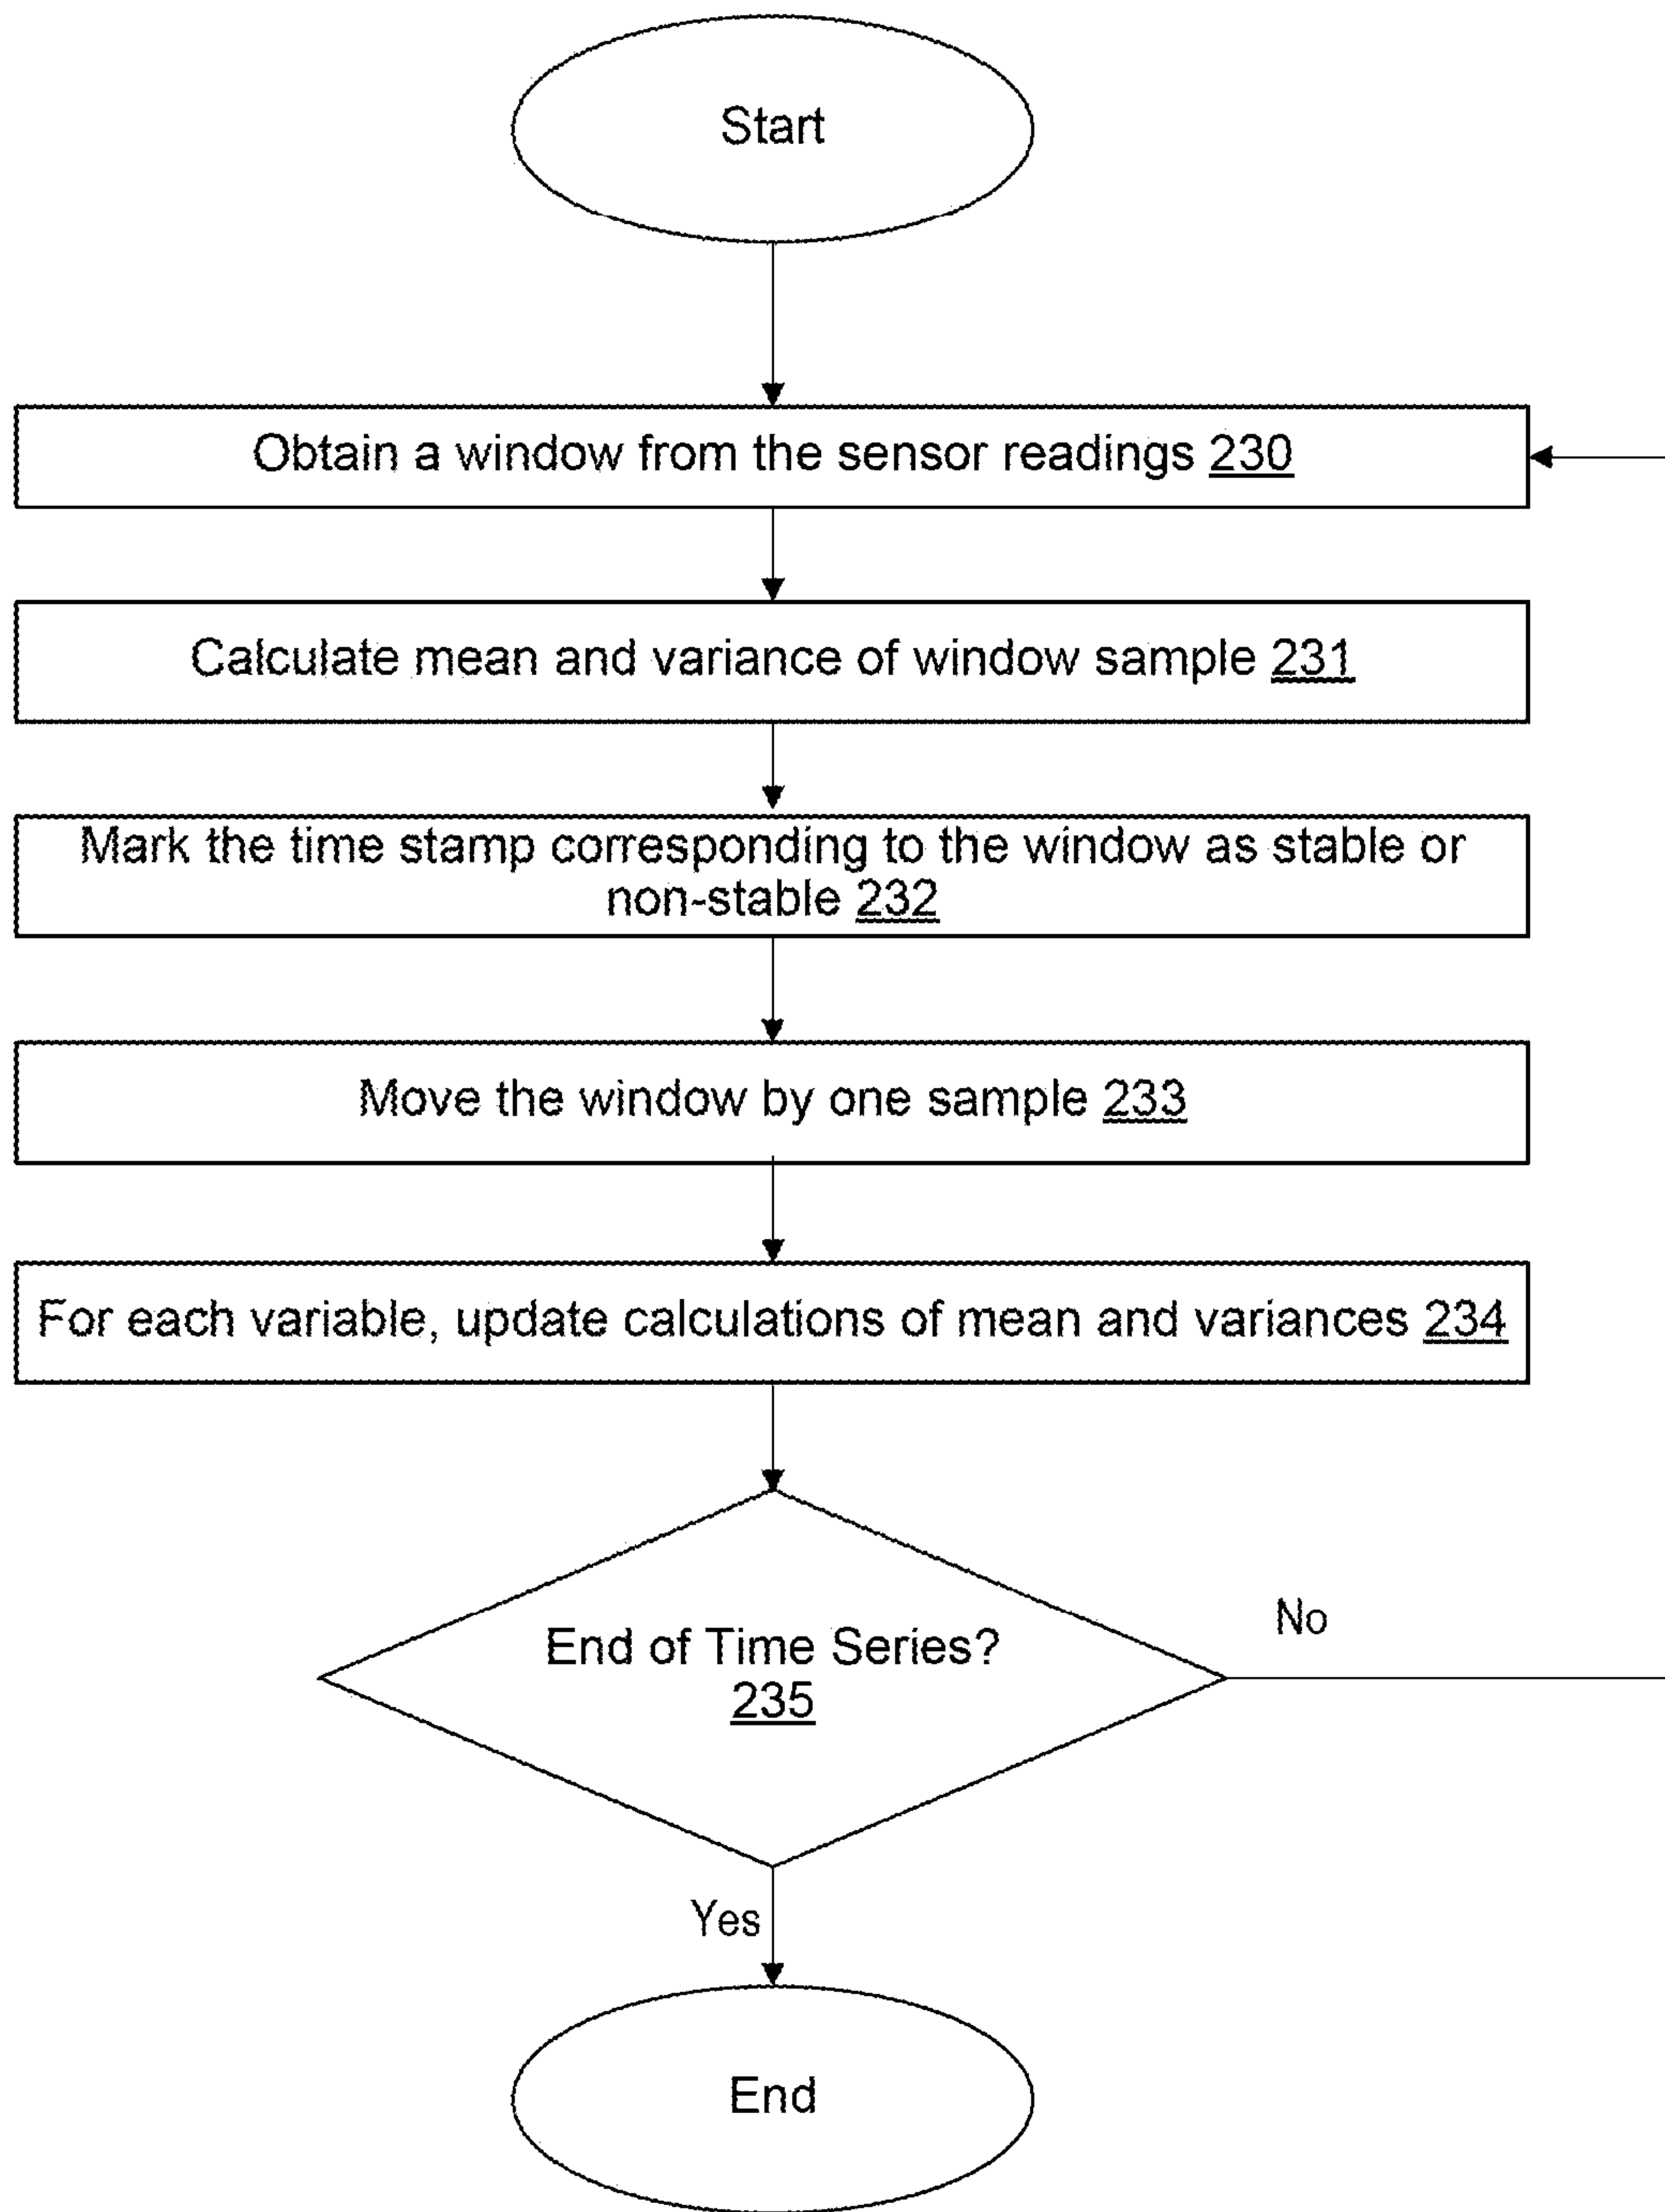 Start
Obtain a window from the sensor readings 230
Calculate mean and variance of window sample 231
Mark the time stamp corresponding to the window as stable or
non-stable 232
Move the window by one sample 233
For each variable, update calculations of mean and variances 234
End of Time Series?
235
No
Yes
End